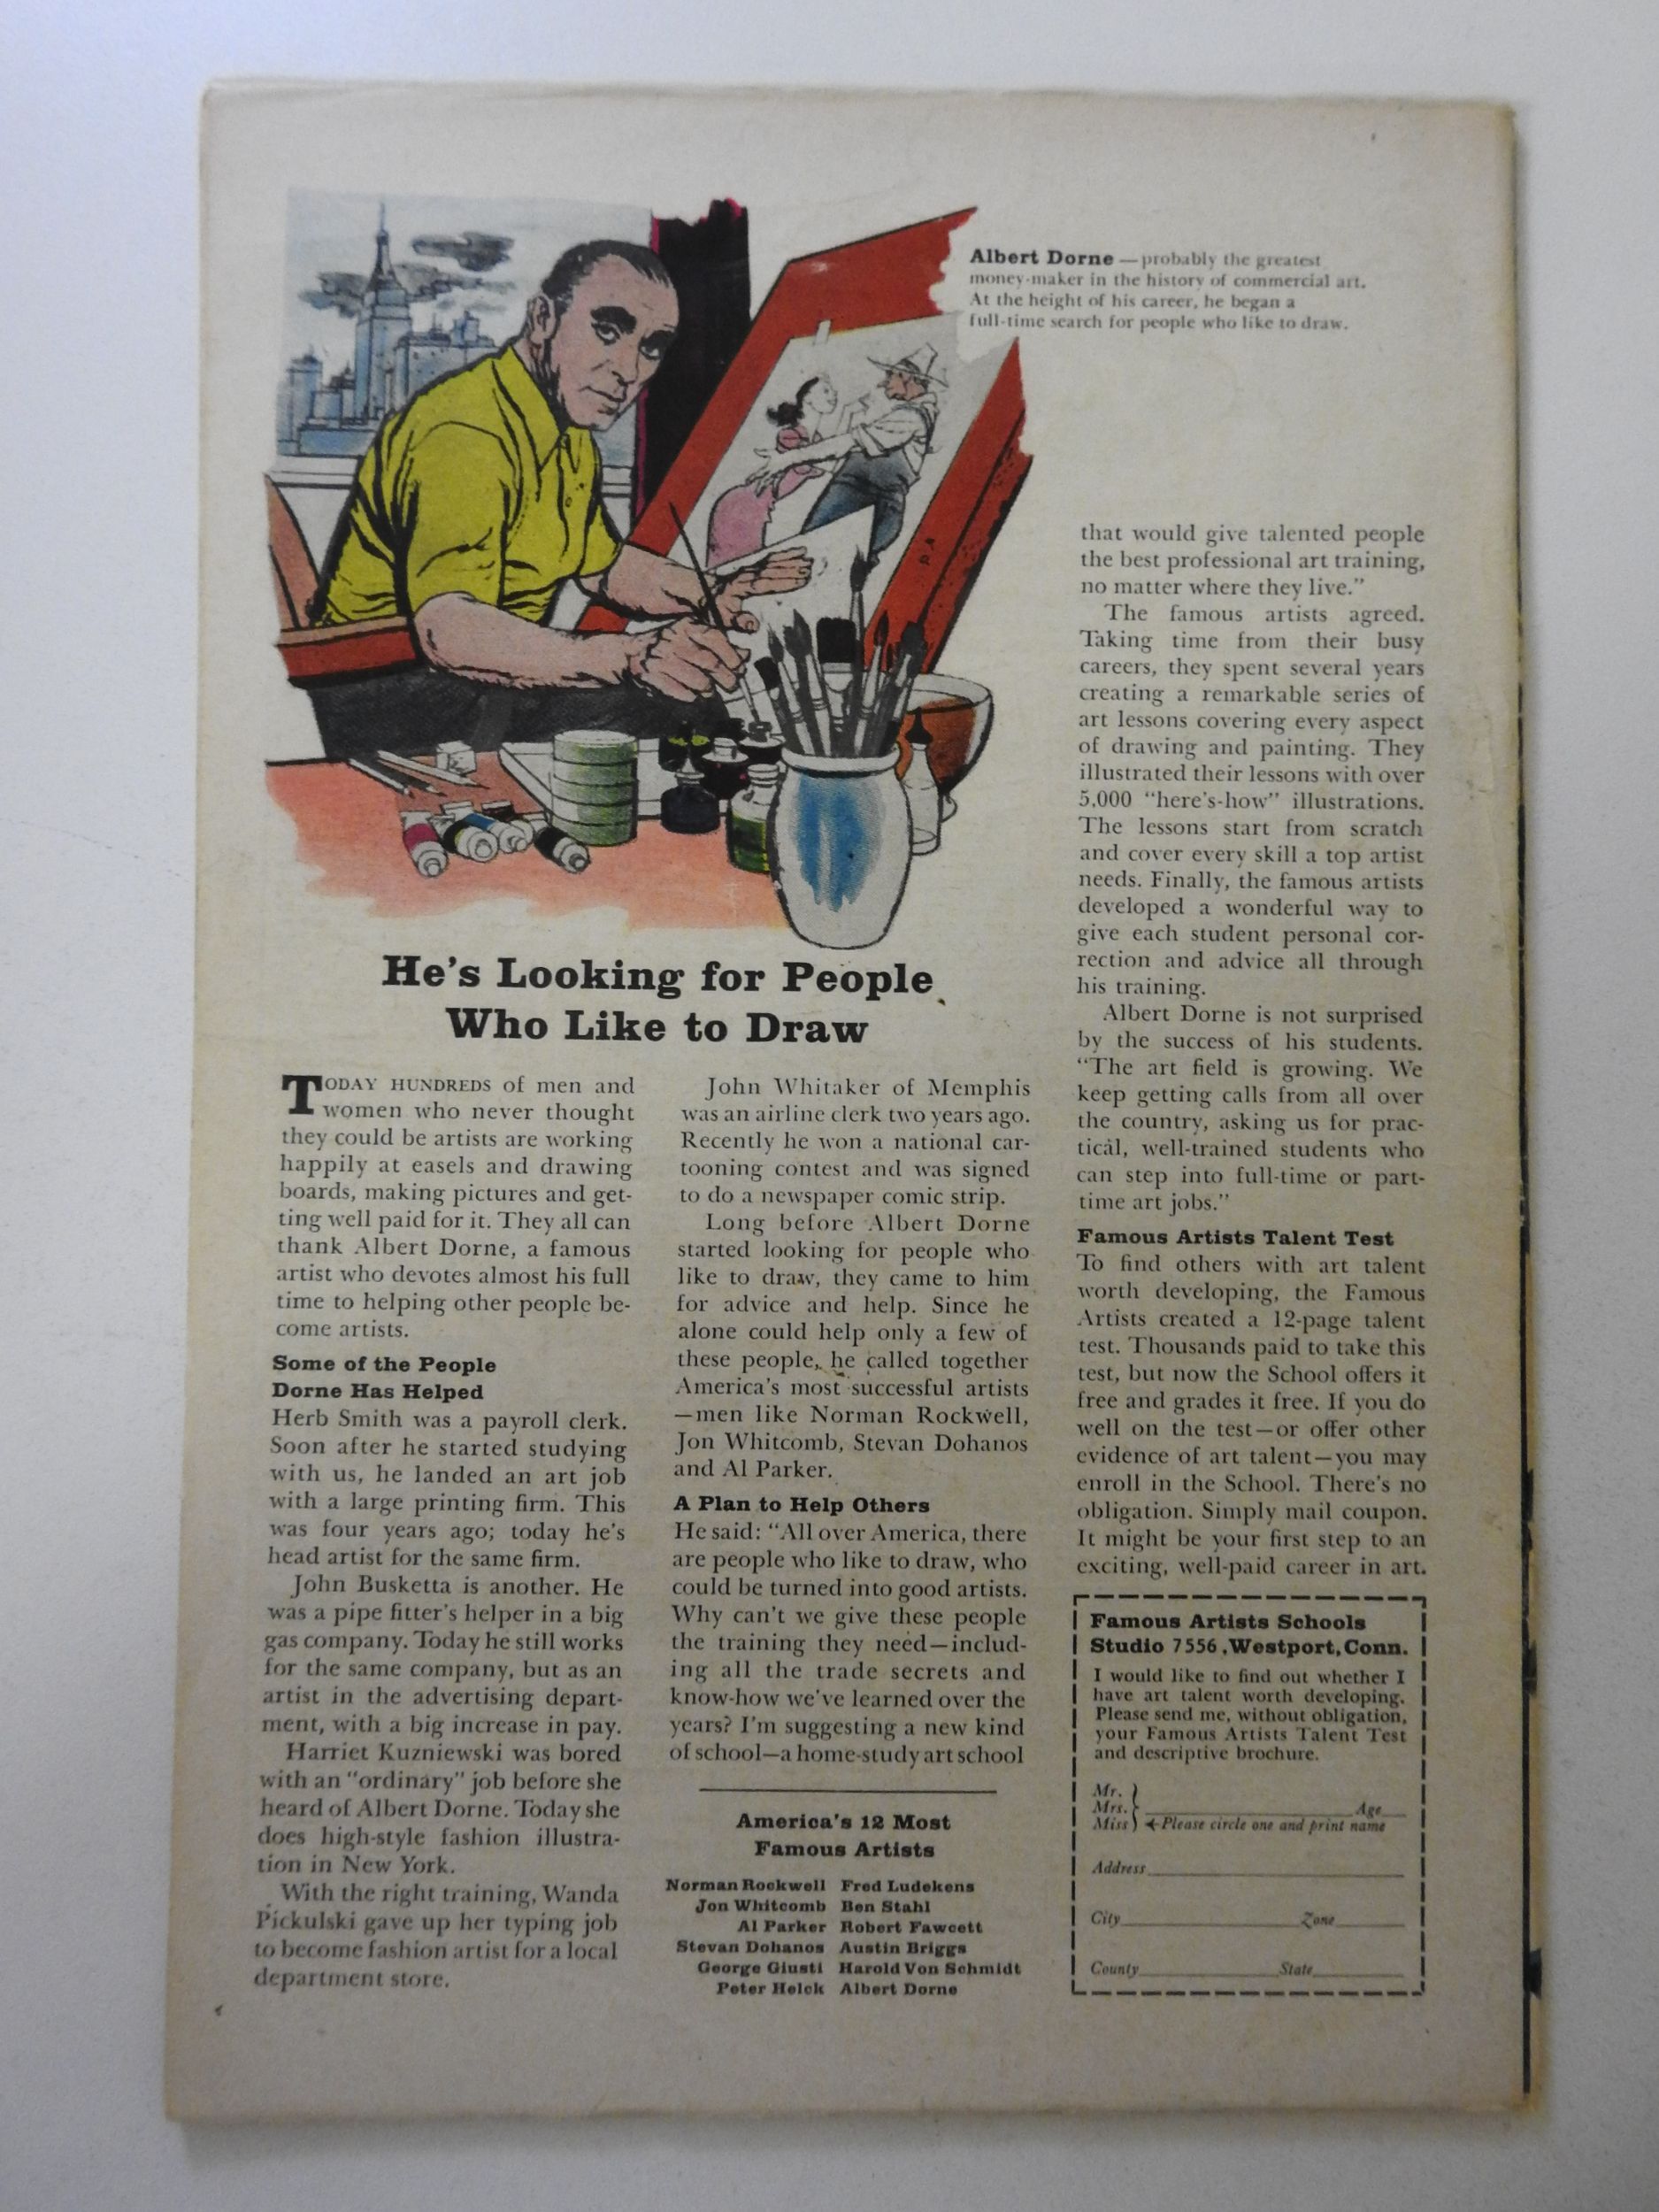 Albert Dorne — probably the greatest
money-maker in the history of commercial art.
At the height of his career, he began a
full-time search for people who like to draw.
He's Looking for People
Who Like to Draw
TODAY HUNDREDS of men and
women who never thought
they could be artists are working
happily at easels and drawing
boards, making pictures and get-
ting well paid for it. They all can
thank Albert Dorne, a famous
artist who devotes almost his full
time to helping other people be-
come artists.
Some of the People
Dorne Has Helped
Herb Smith was a payroll clerk.
Soon after he started studying
with us, he landed an art job
with a large printing firm. This
was four years ago; today he's
head artist for the same firm.
John Busketta is another. He
was a pipe fitter's helper in a big
gas company. Today he still works
for the same company, but as an
artist in the advertising depart-
ment, with a big increase in pay.
Harriet Kuzniewski was bored
with an "ordinary" job before she
heard of Albert Dorne. Today she
does high-style fashion illustra-
tion in New York.
With the right training, Wanda
Pickulski gave up her typing job
to become fashion artist for a local
department store.
John Whitaker of Memphis
was an airline clerk two years ago.
Recently he won a national car-
tooning contest and was signed
to do a newspaper comic strip.
Long before Albert Dorne
started looking for people who
like to draw, they came to him
for advice and help. Since he
alone could help only a few of
these people, he called together
America's most successful artists
—men like Norman Rockwell,
Jon Whitcomb, Stevan Dohanos
and Al Parker.
A Plan to Help Others
He said: "All over America, there
are people who like to draw, who
could be turned into good artists.
Why can't we give these people
the training they need—includ-
ing all the trade secrets and
know-how we've learned over the
years? I'm suggesting a new kind
of school—a home-study art school
America's 12 Most
Famous Artists
Norman Rockwell Fred Ludekens
Jon Whitcomb Ben Stahl
Al Parker Robert Fawcett
Stevan Dohanos Austin Briggs
George Giusti Harold Von Schmidt
Peter Helck Albert Dorne
that would give talented people
the best professional art training,
no matter where they live."
The famous artists agreed.
Taking time from their busy
careers, they spent several years
creating a remarkable series of
art lessons covering every aspect
of drawing and painting. They
illustrated their lessons with over
5,000 "here's-how" illustrations.
The lessons start from scratch
and cover every skill a top artist
needs. Finally, the famous artists
developed a wonderful way to
give each student personal cor-
rection and advice all through
his training.
Albert Dorne is not surprised
by the success of his students.
"The art field is growing. We
keep getting calls from all over
the country, asking us for prac-
tical, well-trained students who
can step into full-time or part-
time art jobs."
Famous Artists Talent Test
To find others with art talent
worth developing, the Famous
Artists created a 12-page talent
test. Thousands paid to take this
test, but now the School offers it
free and grades it free. If you do
well on the test—or offer other
evidence of art talent—you may
enroll in the School. There's no
obligation. Simply mail coupon.
It might be your first step to an
exciting, well-paid career in art.
Famous Artists Schools
Studio 7556, Westport, Conn.
I would like to find out whether I
have art talent worth developing.
Please send me, without obligation,
your Famous Artists Talent Test
and descriptive brochure.
Mr.
Mrs. Age
Miss Please circle one and print name
Address
City Zone
County State